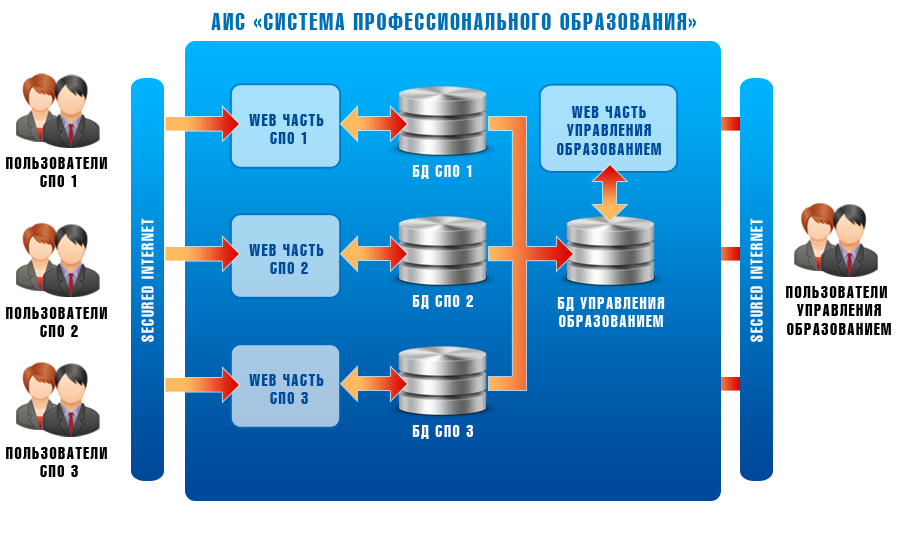 АИС «СИСТЕМА ПРОФЕССИОНАЛЬНОГО ОБРАЗОВАНИЯ»
ПОЛЬЗОВАТЕЛИ
СПО 1
ПОЛЬЗОВАТЕЛИ
СПО 2
ПОЛЬЗОВАТЕЛИ
СПО 3
SECURED INTERNET
WEB ЧАСТЬ
СПО 1
WEB ЧАСТЬ
СПО 2
WEB ЧАСТЬ
СПО 3
БД СПО 1
БД СПО 2
БД СПО 3
WEB ЧАСТЬ
УПРАВЛЕНИЯ
ОБРАЗОВАНИЕМ
БД УПРАВЛЕНИЯ
ОБРАЗОВАНИЕМ
SECURED INTERNET
ПОЛЬЗОВАТЕЛИ
УПРАВЛЕНИЯ
ОБРАЗОВАНИЕМ